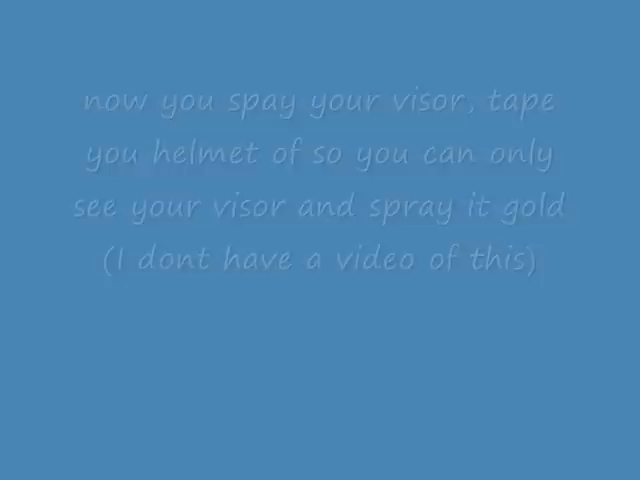 now you spay your visor, tape
you helmet of so you can only
see your visor and spray it gold
(I dont have a video of this)